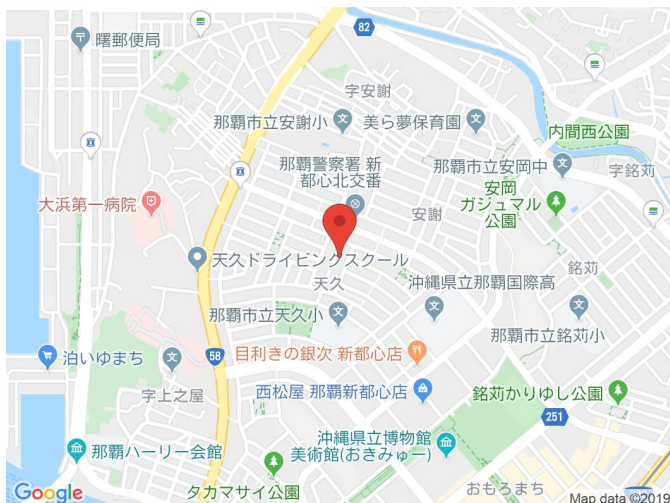 82
曙郵便局
字安謝
那覇市立安謝小
美ら夢保育園
内間西公園
那覇警察署 新
都心北交番
那覇市立安岡中
字銘苅
大浜第一病院
安謝
安岡
ガジュマル
公園
天久ドライビングスクール
天久
沖縄県立那覇国際高
銘苅
那覇市立天久小
那覇市立銘苅小
目利きの銀次 新都心店
泊いゆまち
58
字上之屋
西松屋 那覇新都心店
銘苅かりゆし公園
251
那覇ハーリー会館
沖縄県立博物館
美術館(おきみゅー)
タカマサイ公園
おもろまち
Google
Map data ©2019